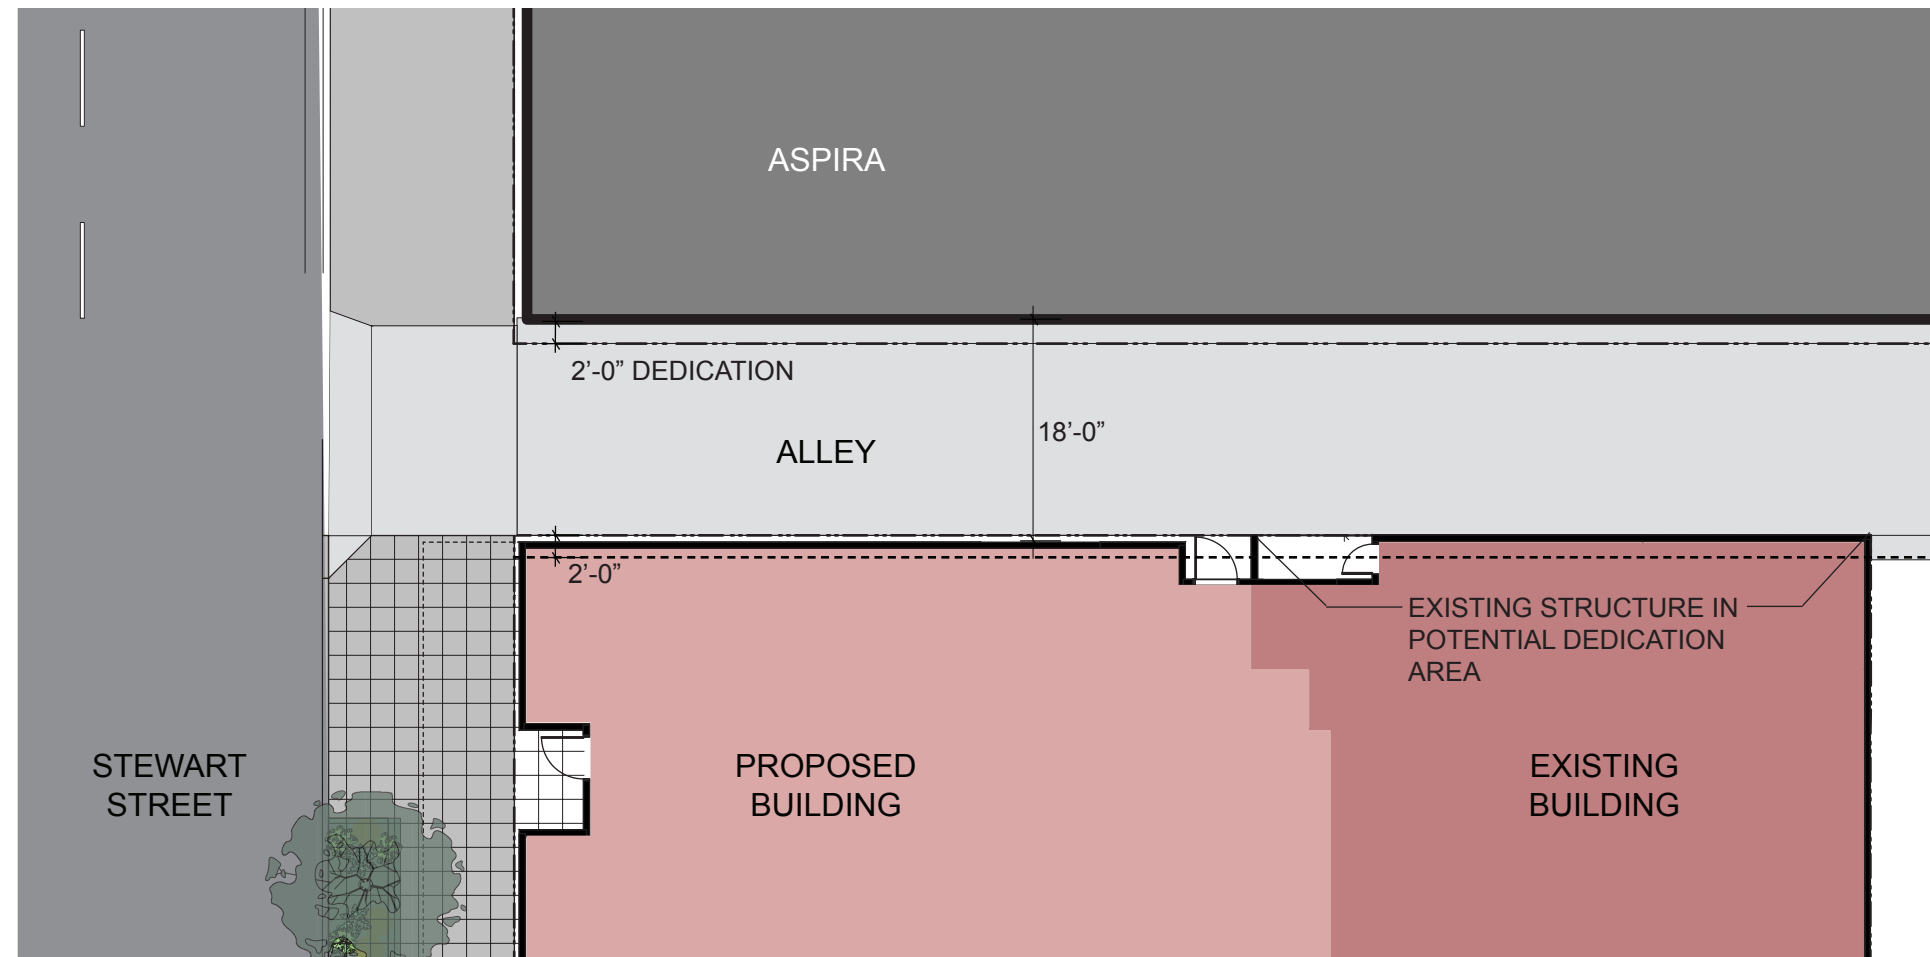 ASPIRA
2’-0” DEDICATION
ALLEY
18’-0”
2’-0”
EXISTING STRUCTURE IN
POTENTIAL DEDICATION
AREA
STEWART
STREET
PROPOSED
BUILDING
EXISTING
BUILDING